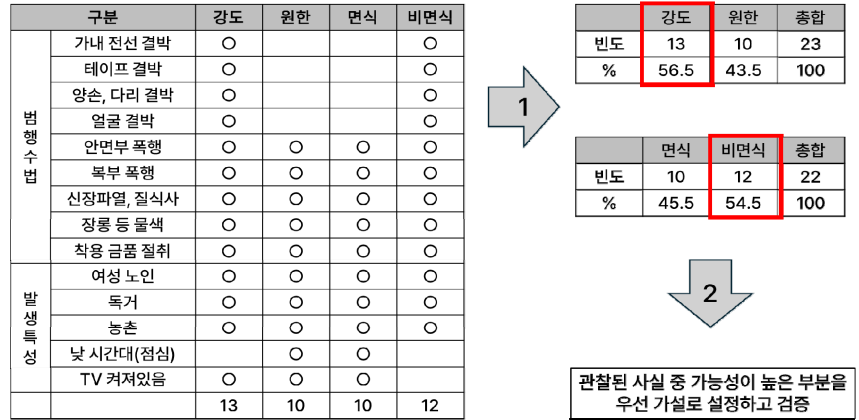 구분 강도 원한 면식 비면식
범행수법
가내 전선 결박 ○ ○
테이프 결박 ○ ○
양손, 다리 결박 ○ ○
얼굴 결박 ○ ○
안면부 폭행 ○ ○ ○ ○
복부 폭행 ○ ○ ○ ○
신장파열, 질식사 ○ ○ ○ ○
장롱 등 물색 ○ ○ ○ ○
착용 금품 절취 ○ ○ ○ ○
발생특성
여성 노인 ○ ○ ○ ○
독거 ○ ○ ○ ○
농촌 ○ ○ ○ ○
낮 시간대(점심) ○ ○
TV 켜져있음 ○ ○ ○
13 10 10 12
1
강도 원한 총합
빈도 13 10 23
% 56.5 43.5 100
면식 비면식 총합
빈도 10 12 22
% 45.5 54.5 100
2
관찰된 사실 중 가능성이 높은 부분을
우선 가설로 설정하고 검증